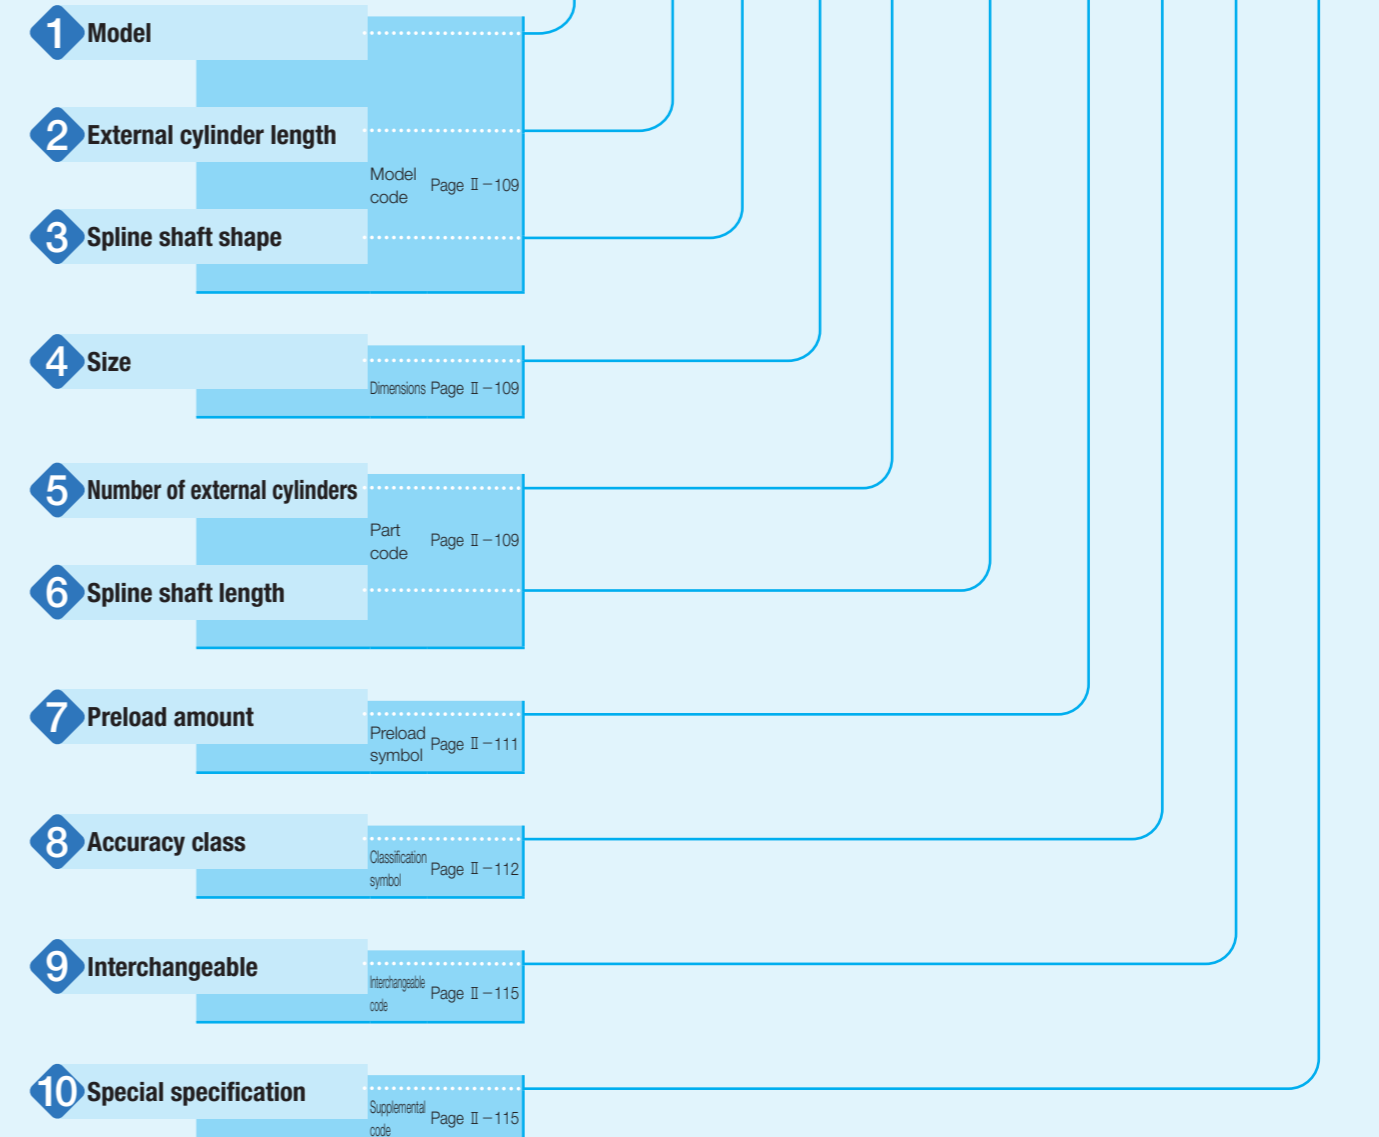 1 Model
2 External cylinder length
Model
code Page Ⅱ−109
3 Spline shaft shape
4 Size
Dimensions Page Ⅱ−109
5 Number of external cylinders
Part
code Page Ⅱ−109
6 Spline shaft length
7 Preload amount
Preload
symbol Page Ⅱ−111
8 Accuracy class
Classification
symbol Page Ⅱ−112
9 Interchangeable
Interchangeable
code Page Ⅱ−115
10 Special specification
Supplemental
code Page Ⅱ−115